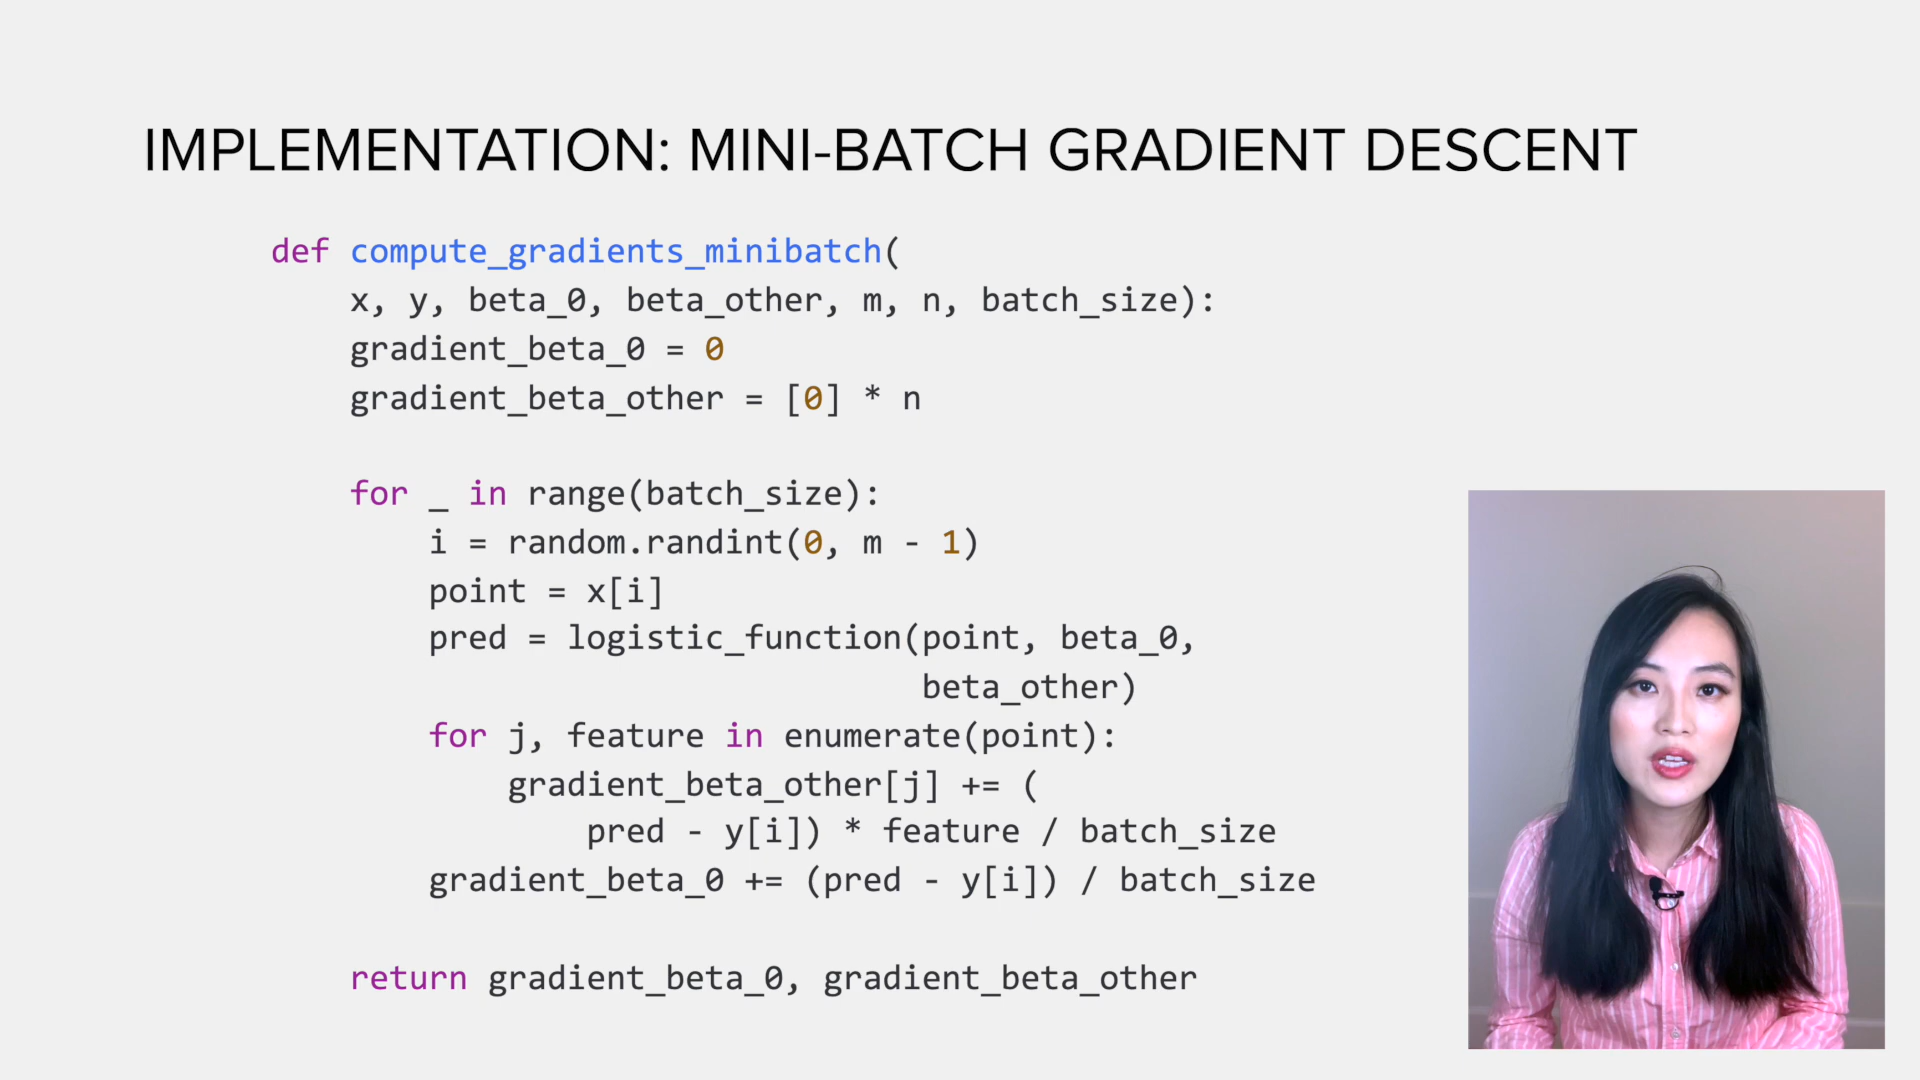 IMPLEMENTATION: MINI-BATCH GRADIENT DESCENT
def compute_gradients_minibatch(
x, y, beta_0, beta_other, m, n, batch_size):
gradient_beta_0 = 0
gradient_beta_other = [0] * n
for _ in range(batch_size):
i = random.randint(0, m - 1)
point = x[i]
pred = logistic_function(point, beta_0,
beta_other)
for j, feature in enumerate(point):
gradient_beta_other[j] += (
pred - y[i]) * feature / batch_size
gradient_beta_0 += (pred - y[i]) / batch_size
return gradient_beta_0, gradient_beta_other